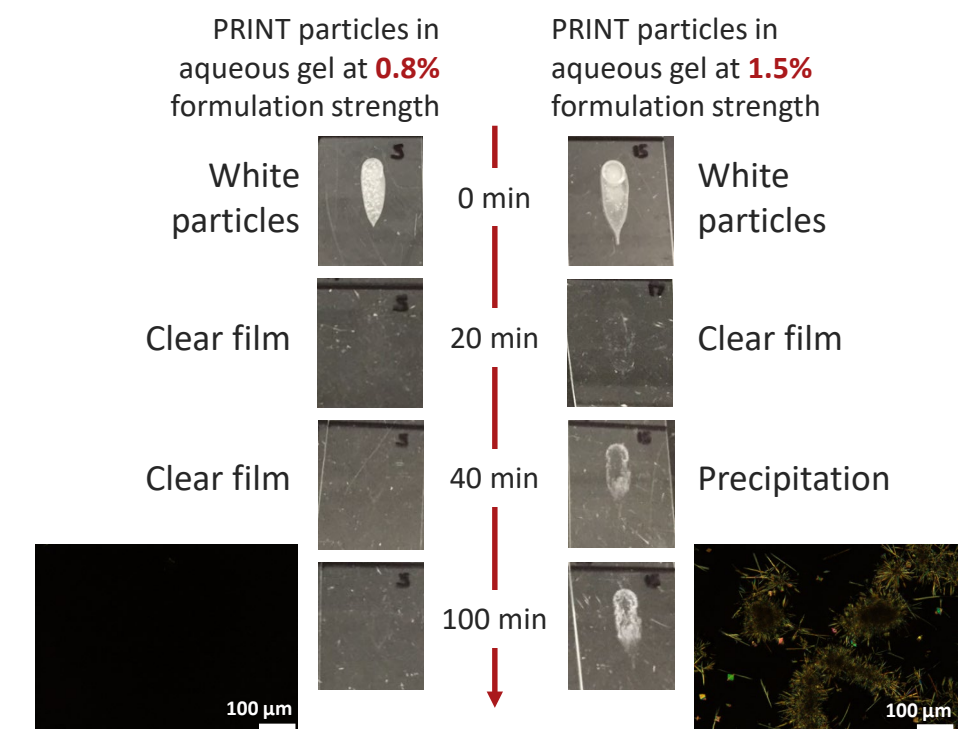 PRINT particles in
aqueous gel at 0.8%
formulation strength
PRINT particles in
aqueous gel at 1.5%
formulation strength
White
particles
0 min
White
particles
Clear film
20 min
Clear film
Clear film
40 min
Precipitation
100 min
100 µm
100 µm